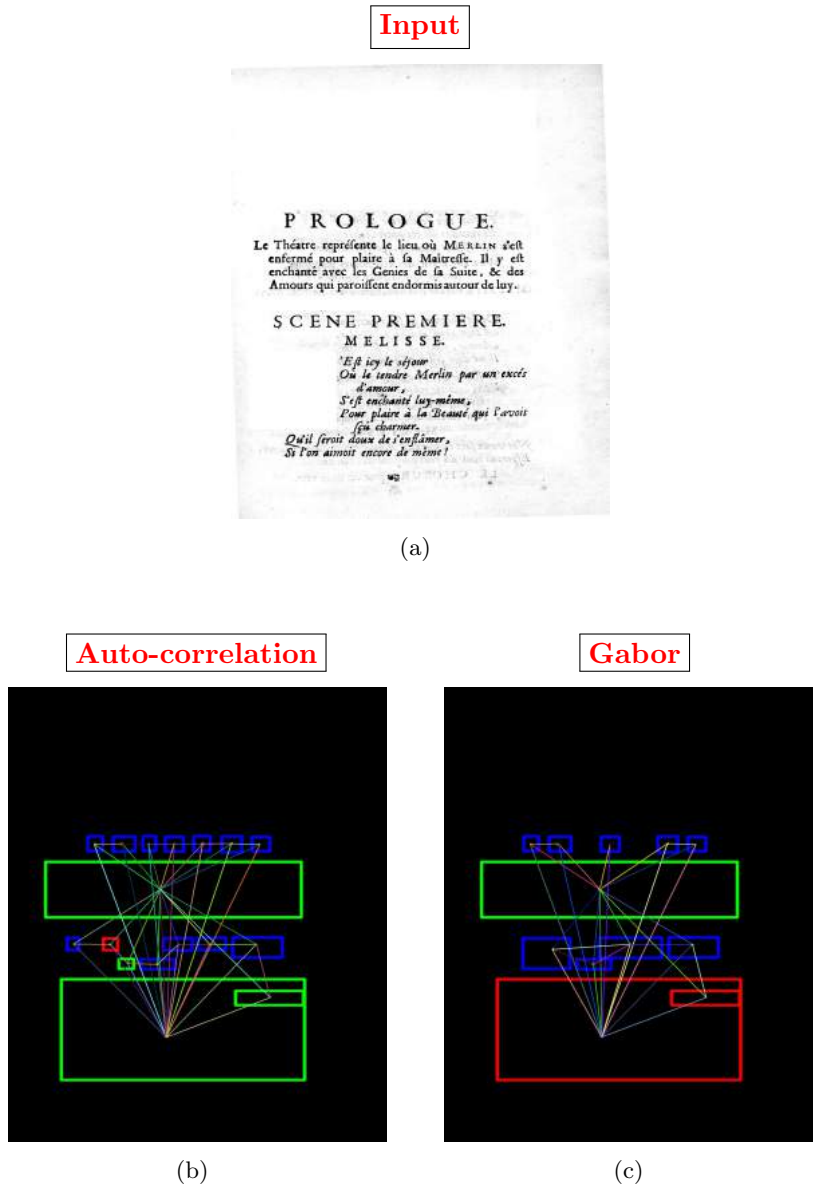 Input
PROLOGUE.
Le Théatre repréſente le lieu où MERLIN s'eſt
enfermé pour plaire à ſa Maîtreſſe. Il y eſt
enchanté avec les Genies de ſa Suite, & des
Amours qui paroiſſent endormis autour de luy.
SCENE PREMIERE.
MELISSE.
'Eſt icy le ſéjour
Où le tendre Merlin par un excés
d'amour,
S'eſt enchanté luy-même,
Pour plaire à la Beauté qui l'avoit
ſçû charmer.
Qu'il ſeroit doux de s'enflâmer,
Si l'on aimoit encore de même!
(a)
Auto-correlation
Gabor
(b)
(c)